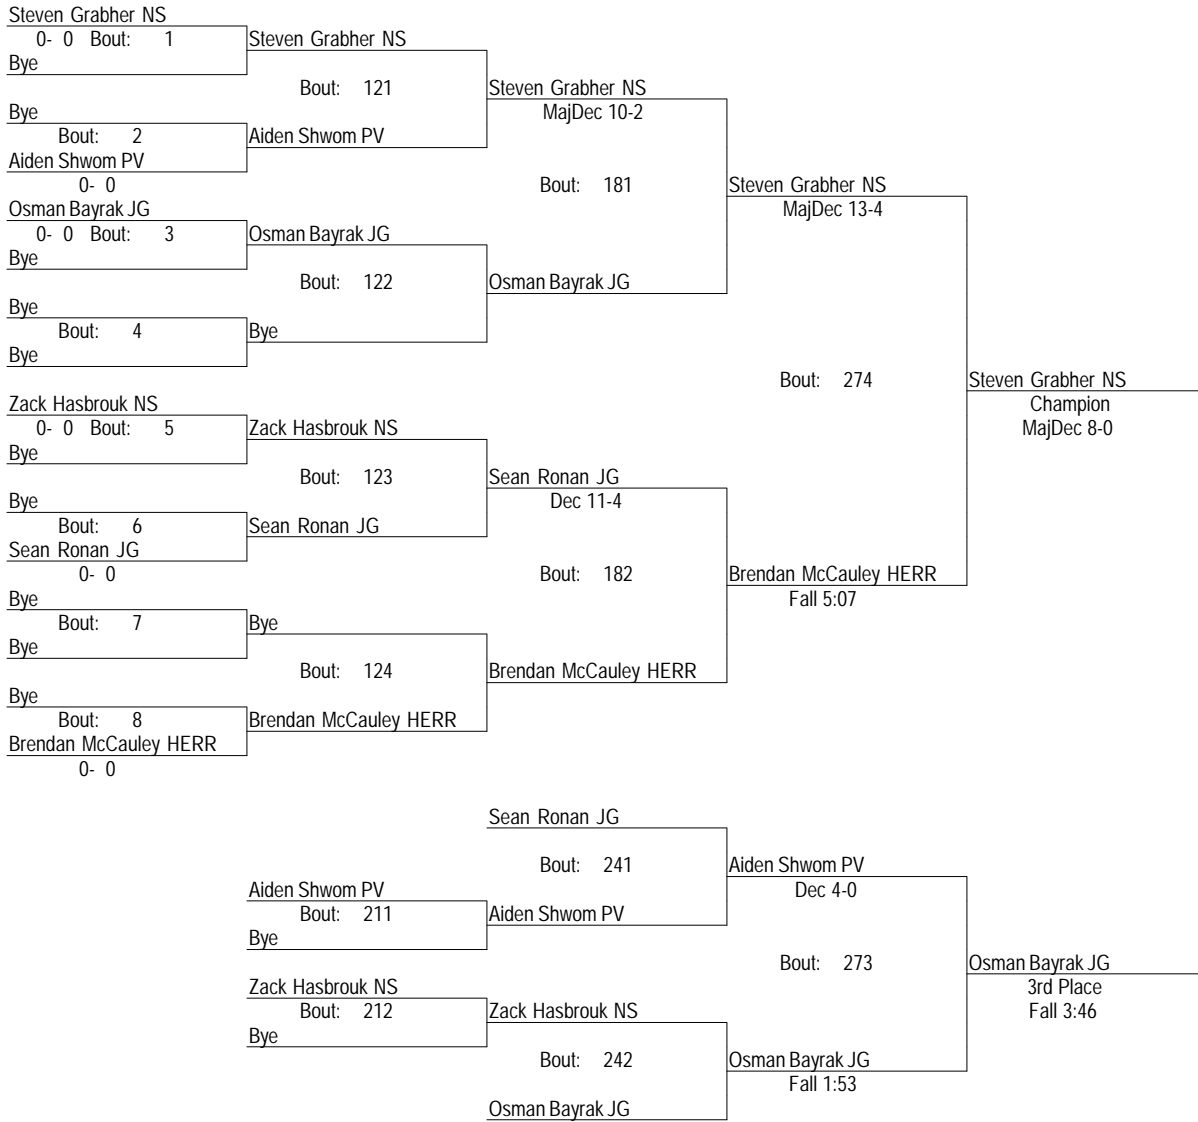 Steven Grabher NS
0- 0 Bout: 1
Steven Grabher NS
Bye
Bout: 121
Steven Grabher NS
MajDec 10-2
Bye
Bout: 2
Aiden Shwom PV
Aiden Shwom PV
0- 0
Bout: 181
Steven Grabher NS
MajDec 13-4
Osman Bayrak JG
0- 0 Bout: 3
Osman Bayrak JG
Bye
Bout: 122
Osman Bayrak JG
Bye
Bout: 4
Bye
Bye
Bout: 274
Steven Grabher NS
Champion
MajDec 8-0
Zack Hasbrouk NS
0- 0 Bout: 5
Zack Hasbrouk NS
Bye
Bout: 123
Sean Ronan JG
Dec 11-4
Bye
Bout: 6
Sean Ronan JG
Sean Ronan JG
0- 0
Bout: 182
Brendan McCauley HERR
Fall 5:07
Bye
Bout: 7
Bye
Bye
Bout: 124
Brendan McCauley HERR
Bye
Bout: 8
Brendan McCauley HERR
Brendan McCauley HERR
0- 0
Sean Ronan JG
Bout: 241
Aiden Shwom PV
Dec 4-0
Aiden Shwom PV
Bout: 211
Aiden Shwom PV
Bye
Bout: 273
Osman Bayrak JG
3rd Place
Fall 3:46
Zack Hasbrouk NS
Bout: 212
Zack Hasbrouk NS
Bye
Bout: 242
Osman Bayrak JG
Fall 1:53
Osman Bayrak JG